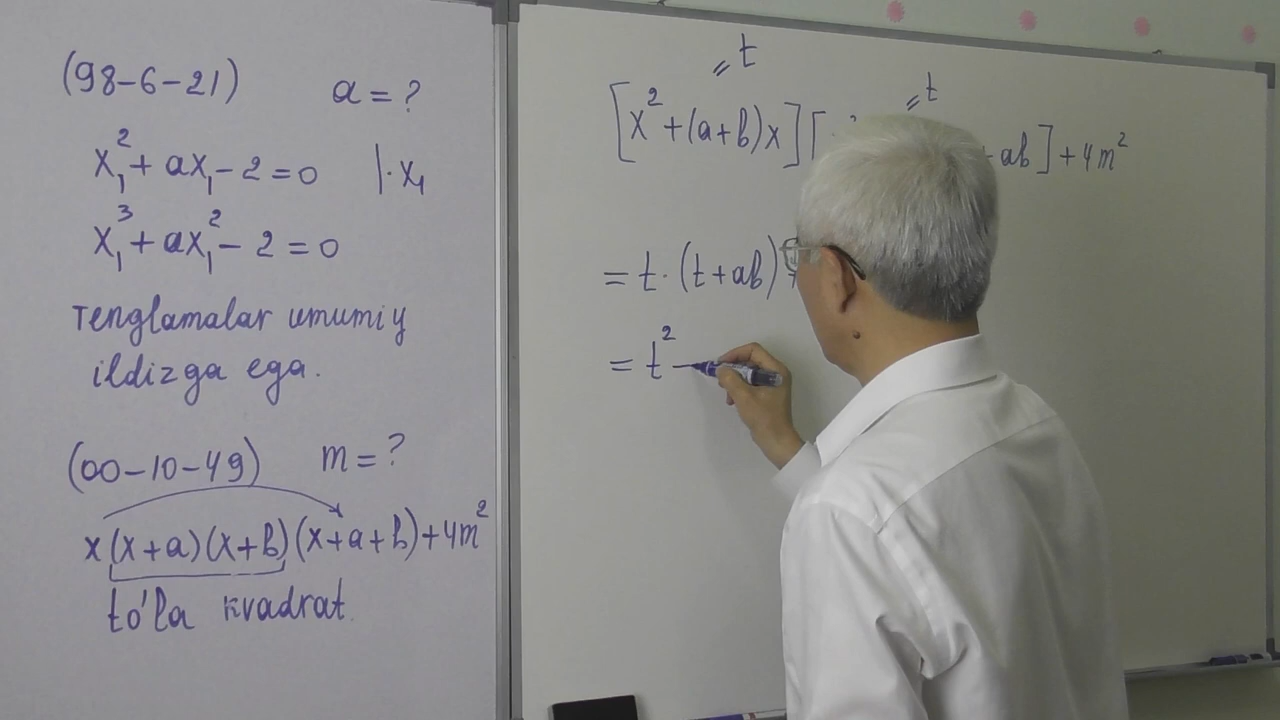 (98-6-21) a = ?
x₁² + ax₁ - 2 = 0 | · x₁
x₁³ + ax₁² - 2 = 0
Tenglamalar umumiy
ildizga ega.
(00-10-49) m = ?
x(x+a)(x+b)(x+a+b)+4m²
to'la kvadrat.
= t
= t
[x² + (a+b)x][ ² +ab] + 4m²
= t · (t + ab) +
= t² -